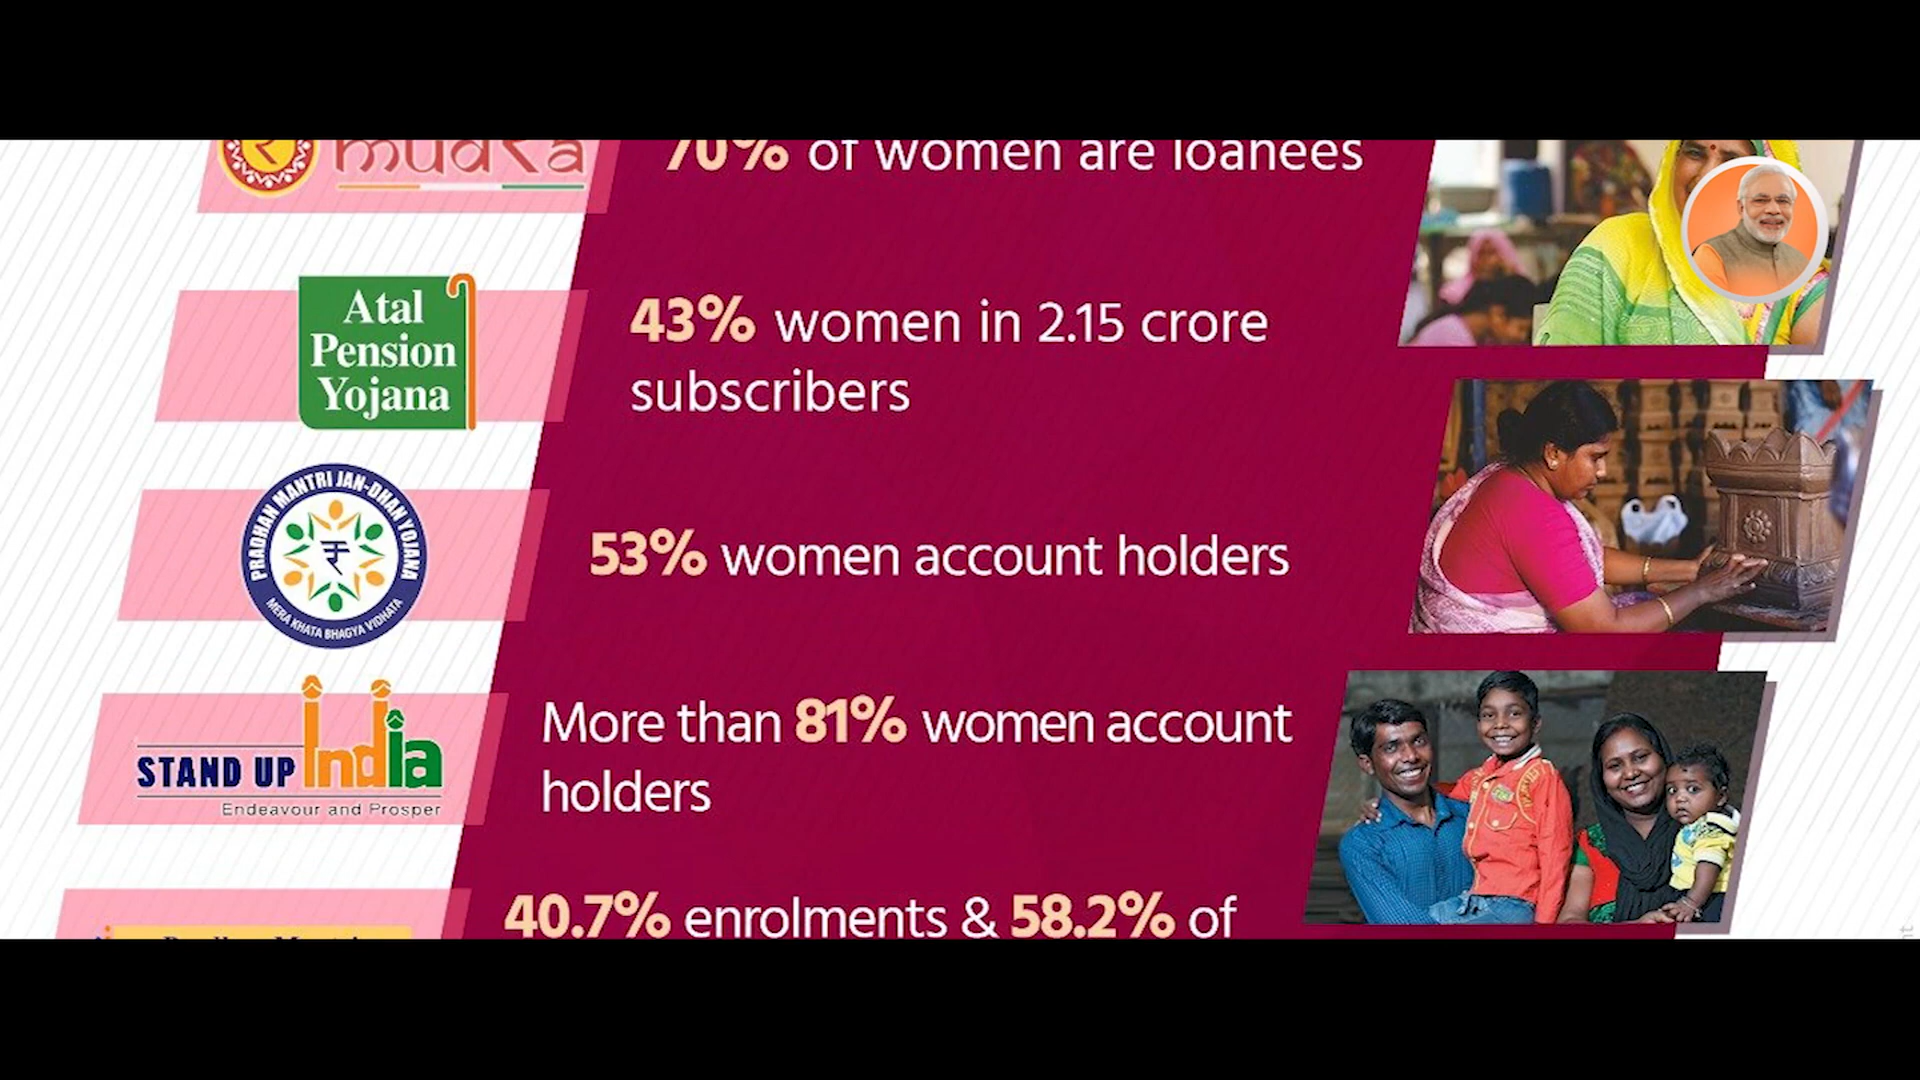 mudra
70% of women are loanees
Atal
Pension
Yojana
43% women in 2.15 crore
subscribers
PRADHAN MANTRI JAN-DHAN YOJANA
MERA KHATA BHAGYA VIDHATA
53% women account holders
STAND UP India
Endeavour and Prosper
More than 81% women account
holders
40.7% enrolments & 58.2% of